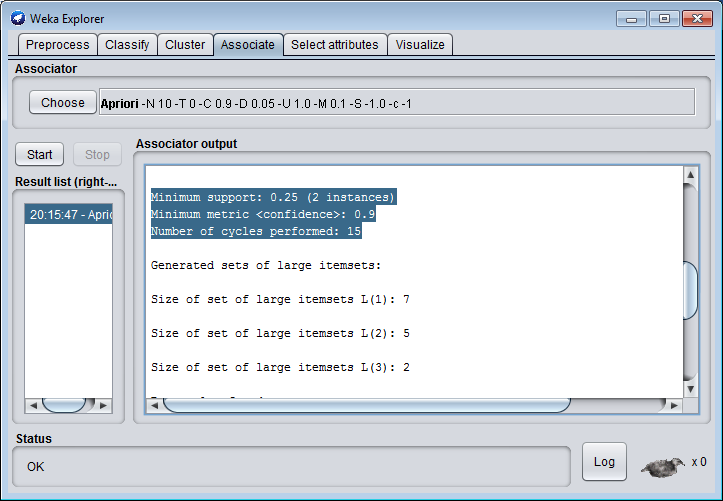 Weka Explorer
Preprocess Classify Cluster Associate Select attributes Visualize
Associator
Choose Apriori -N 10 -T 0 -C 0.9 -D 0.05 -U 1.0 -M 0.1 -S -1.0 -c -1
Start Stop
Result list (right-...
20:15:47 - Aprio
Associator output
Minimum support: 0.25 (2 instances)
Minimum metric <confidence>: 0.9
Number of cycles performed: 15
Generated sets of large itemsets:
Size of set of large itemsets L(1): 7
Size of set of large itemsets L(2): 5
Size of set of large itemsets L(3): 2
Status
OK
Log
x 0